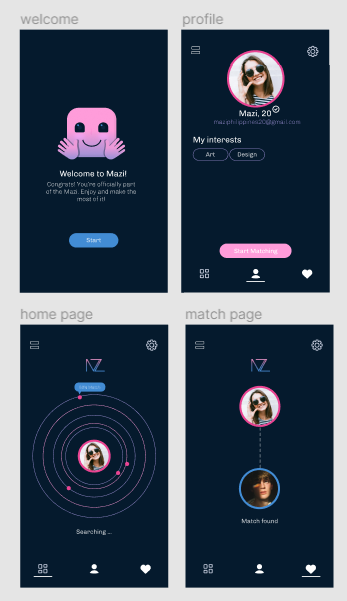 welcome
profile
Welcome to Mazi!
Congrats! You're officially part
of the Mazi. Enjoy and make the
most of it!
Start
Mazi, 20
maziphilippines20@gmail.com
My interests
Art
Design
Start Matching
home page
match page
NZ
NZ
Searching ...
Match found